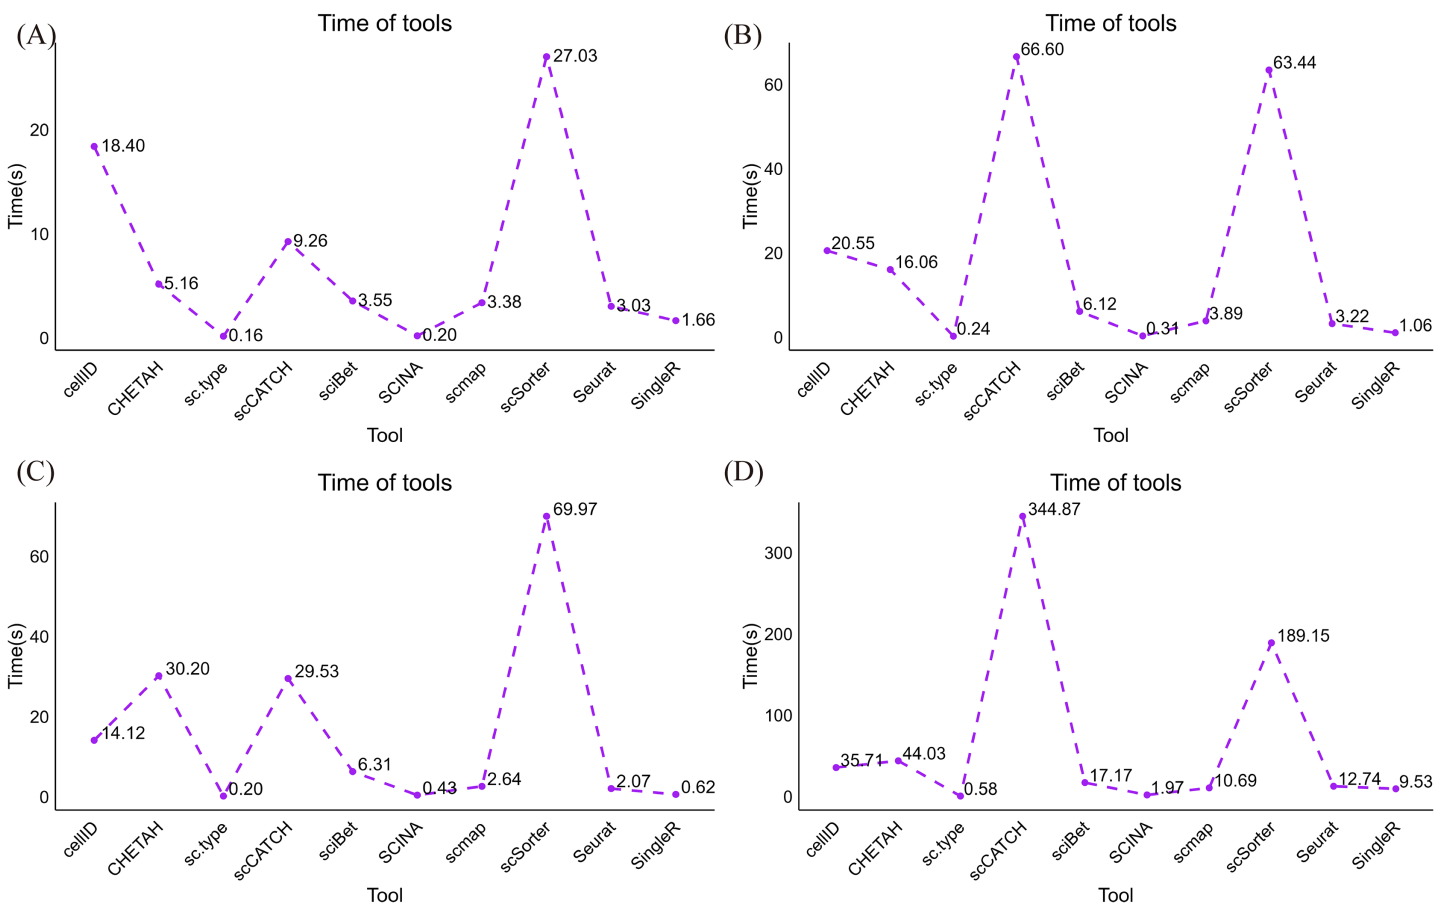 (A)
Time of tools
Time(s)
20
10
0
18.40
5.16
0.16
9.26
3.55
0.20
3.38
27.03
3.03
1.66
cellID
CHETAH
sc.type
scCATCH
sciBet
SCINA
scmap
scSorter
Seurat
SingleR
Tool
(B)
Time of tools
Time(s)
60
40
20
0
20.55
16.06
0.24
66.60
6.12
0.31
3.89
63.44
3.22
1.06
cellID
CHETAH
sc.type
scCATCH
sciBet
SCINA
scmap
scSorter
Seurat
SingleR
Tool
(C)
Time of tools
Time(s)
60
40
20
0
14.12
30.20
0.20
29.53
6.31
0.43
2.64
69.97
2.07
0.62
cellID
CHETAH
sc.type
scCATCH
sciBet
SCINA
scmap
scSorter
Seurat
SingleR
Tool
(D)
Time of tools
Time(s)
300
200
100
0
35.71
44.03
0.58
344.87
17.17
1.97
10.69
189.15
12.74
9.53
cellID
CHETAH
sc.type
scCATCH
sciBet
SCINA
scmap
scSorter
Seurat
SingleR
Tool